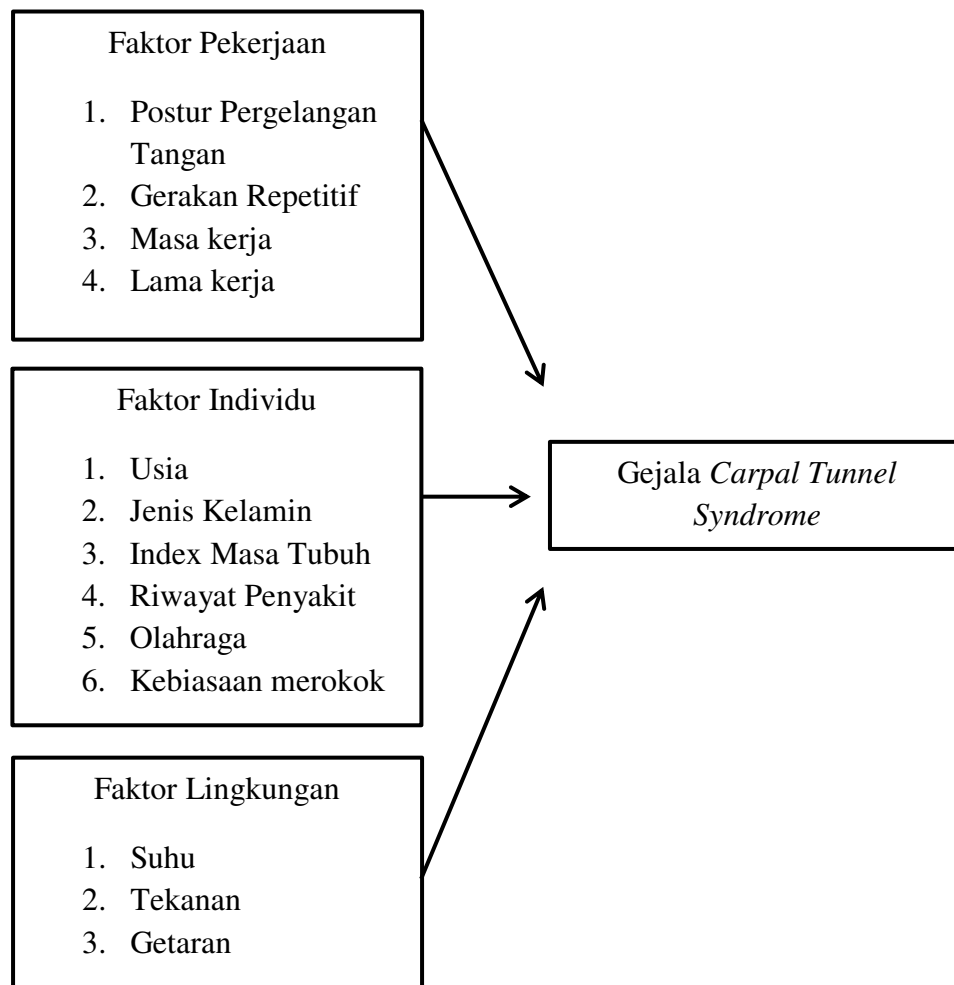 Faktor Pekerjaan
1. Postur Pergelangan
Tangan
2. Gerakan Repetitif
3. Masa kerja
4. Lama kerja
Faktor Individu
1. Usia
2. Jenis Kelamin
3. Index Masa Tubuh
4. Riwayat Penyakit
5. Olahraga
6. Kebiasaan merokok
Faktor Lingkungan
1. Suhu
2. Tekanan
3. Getaran
Gejala Carpal Tunnel
Syndrome